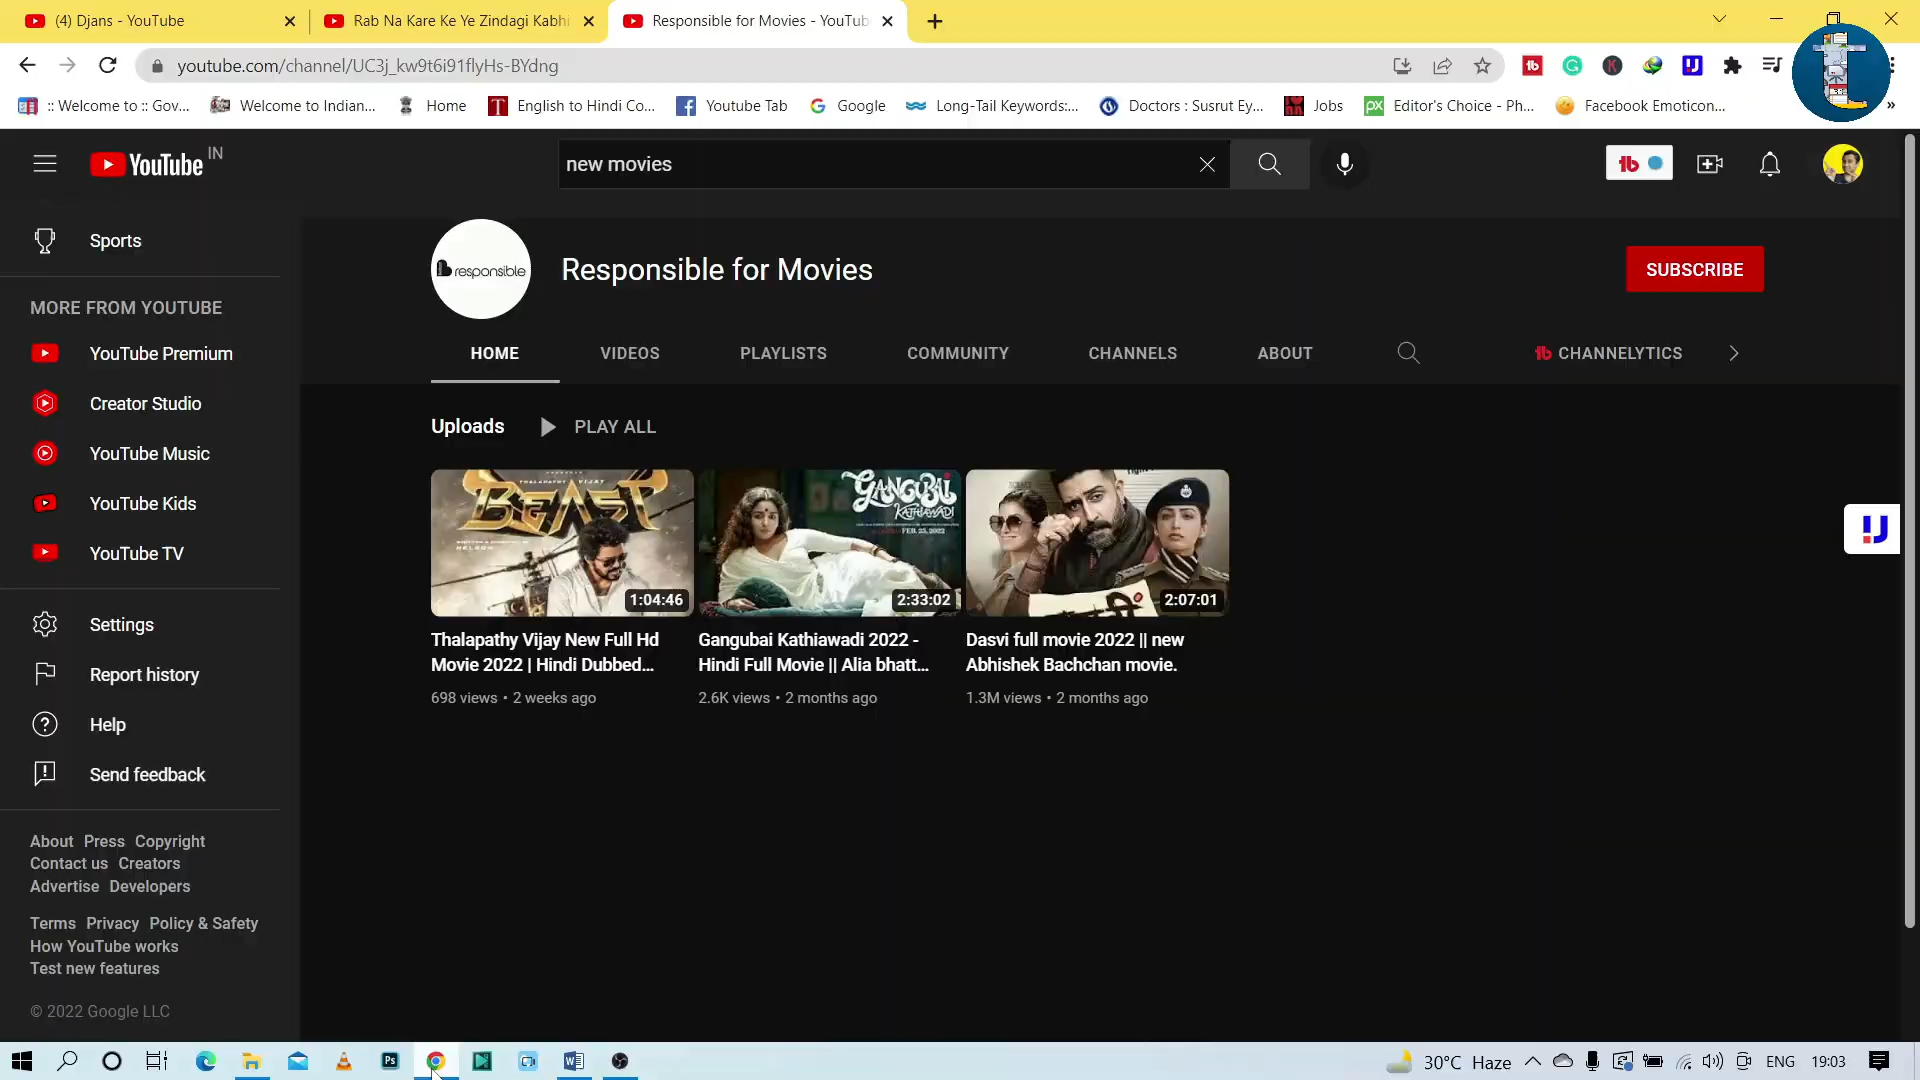 (4) Djans - YouTube
Rab Na Kare Ke Ye Zindagi Kabhi
Responsible for Movies - YouTub
youtube.com/channel/UC3j_kw9t6i91flyHs-BYdng
:: Welcome to :: Gov...
Welcome to Indian...
Home
English to Hindi Co...
Youtube Tab
Google
Long-Tail Keywords:...
Doctors : Susrut Ey...
Jobs
Editor's Choice - Ph...
Facebook Emoticon...
YouTube IN
new movies
Sports
MORE FROM YOUTUBE
YouTube Premium
Creator Studio
YouTube Music
YouTube Kids
YouTube TV
Settings
Report history
Help
Send feedback
About Press Copyright
Contact us Creators
Advertise Developers
Terms Privacy Policy & Safety
How YouTube works
Test new features
© 2022 Google LLC
responsible
Responsible for Movies
SUBSCRIBE
HOME
VIDEOS
PLAYLISTS
COMMUNITY
CHANNELS
ABOUT
CHANNELYTICS
Uploads
PLAY ALL
THALAPATHY VIJAY
BEAST
NELSON
1:04:46
GANGUBAI
KATHIAWADI
FEB. 25, 2022
2:33:02
2:07:01
Thalapathy Vijay New Full Hd
Movie 2022 | Hindi Dubbed...
698 views • 2 weeks ago
Gangubai Kathiawadi 2022 -
Hindi Full Movie || Alia bhatt...
2.6K views • 2 months ago
Dasvi full movie 2022 || new
Abhishek Bachchan movie.
1.3M views • 2 months ago
30°C Haze
ENG
19:03